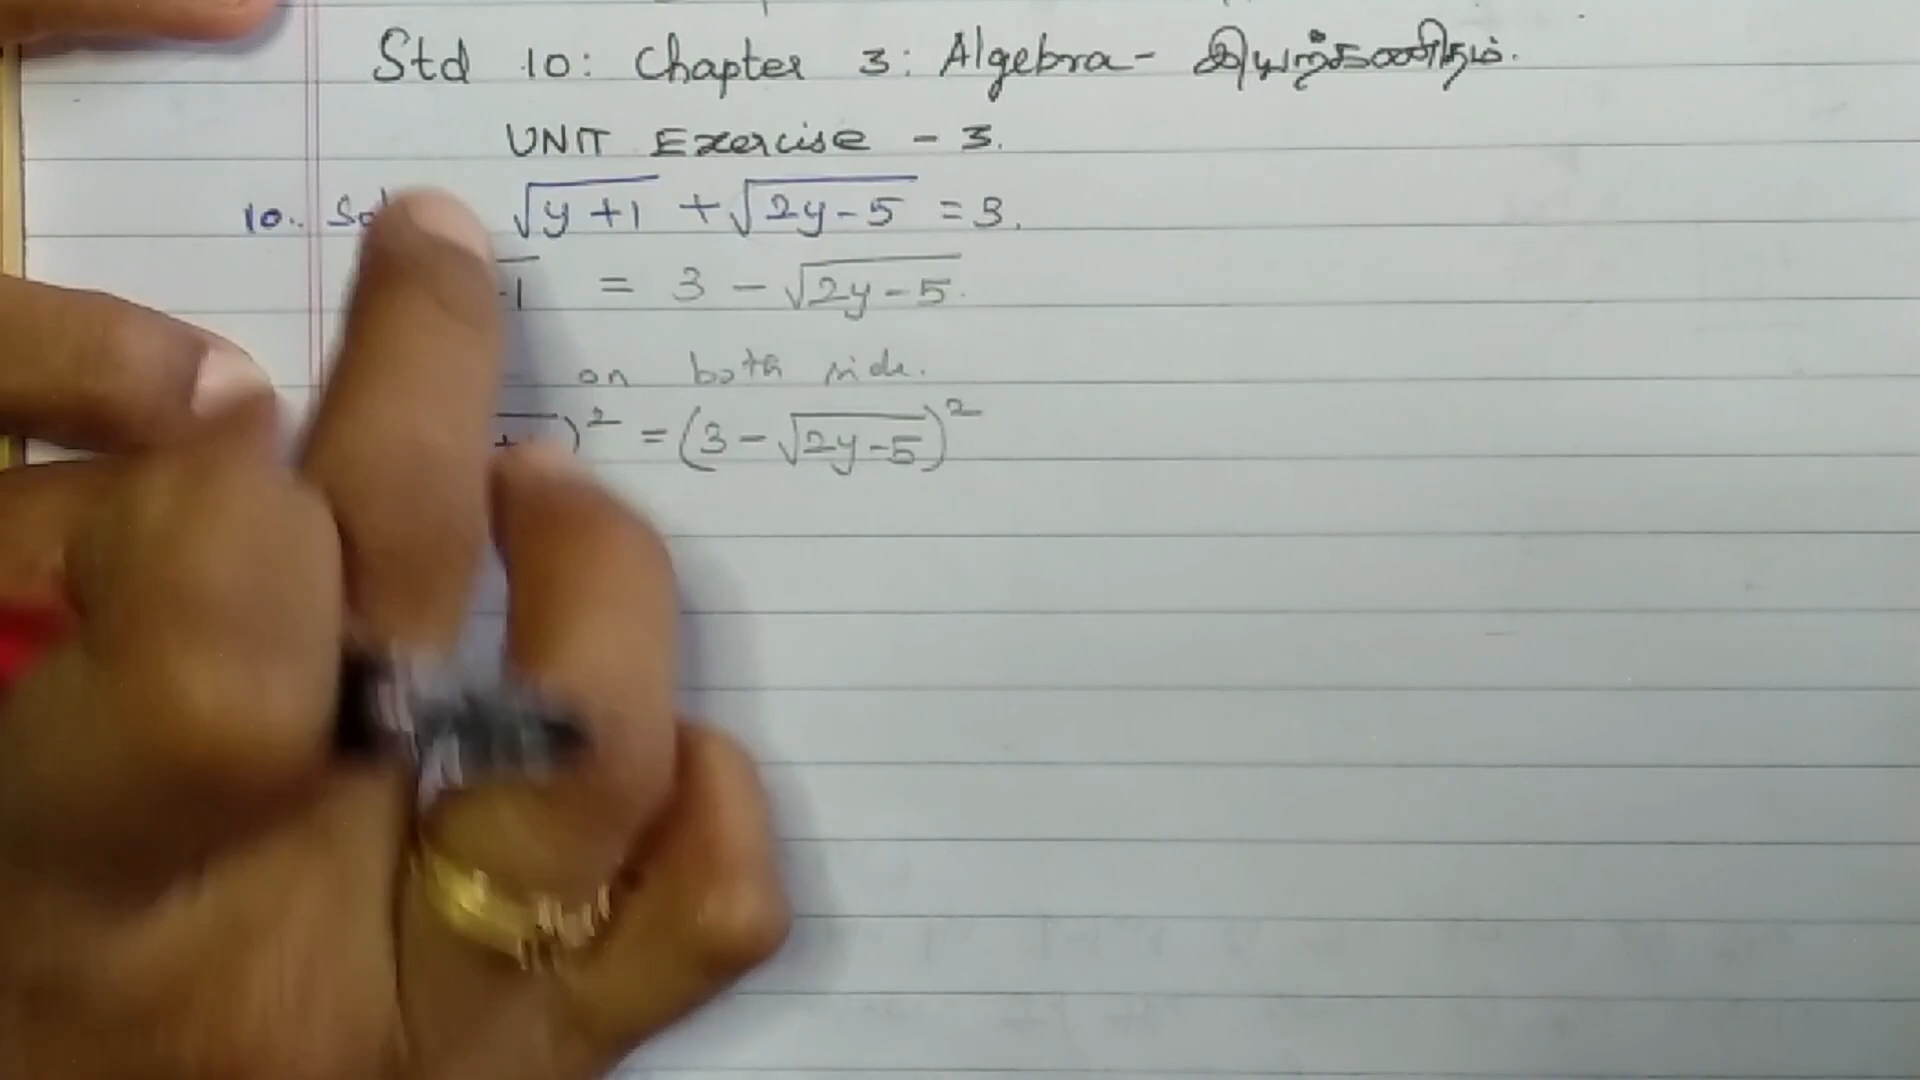 Std 10: Chapter 3: Algebra - இயற்கணிதம்.
UNIT Exercise - 3.
10. √(y+1) + √(2y-5) = 3.
1 = 3 - √(2y-5).
on both side.
)² = (3 - √(2y-5))²